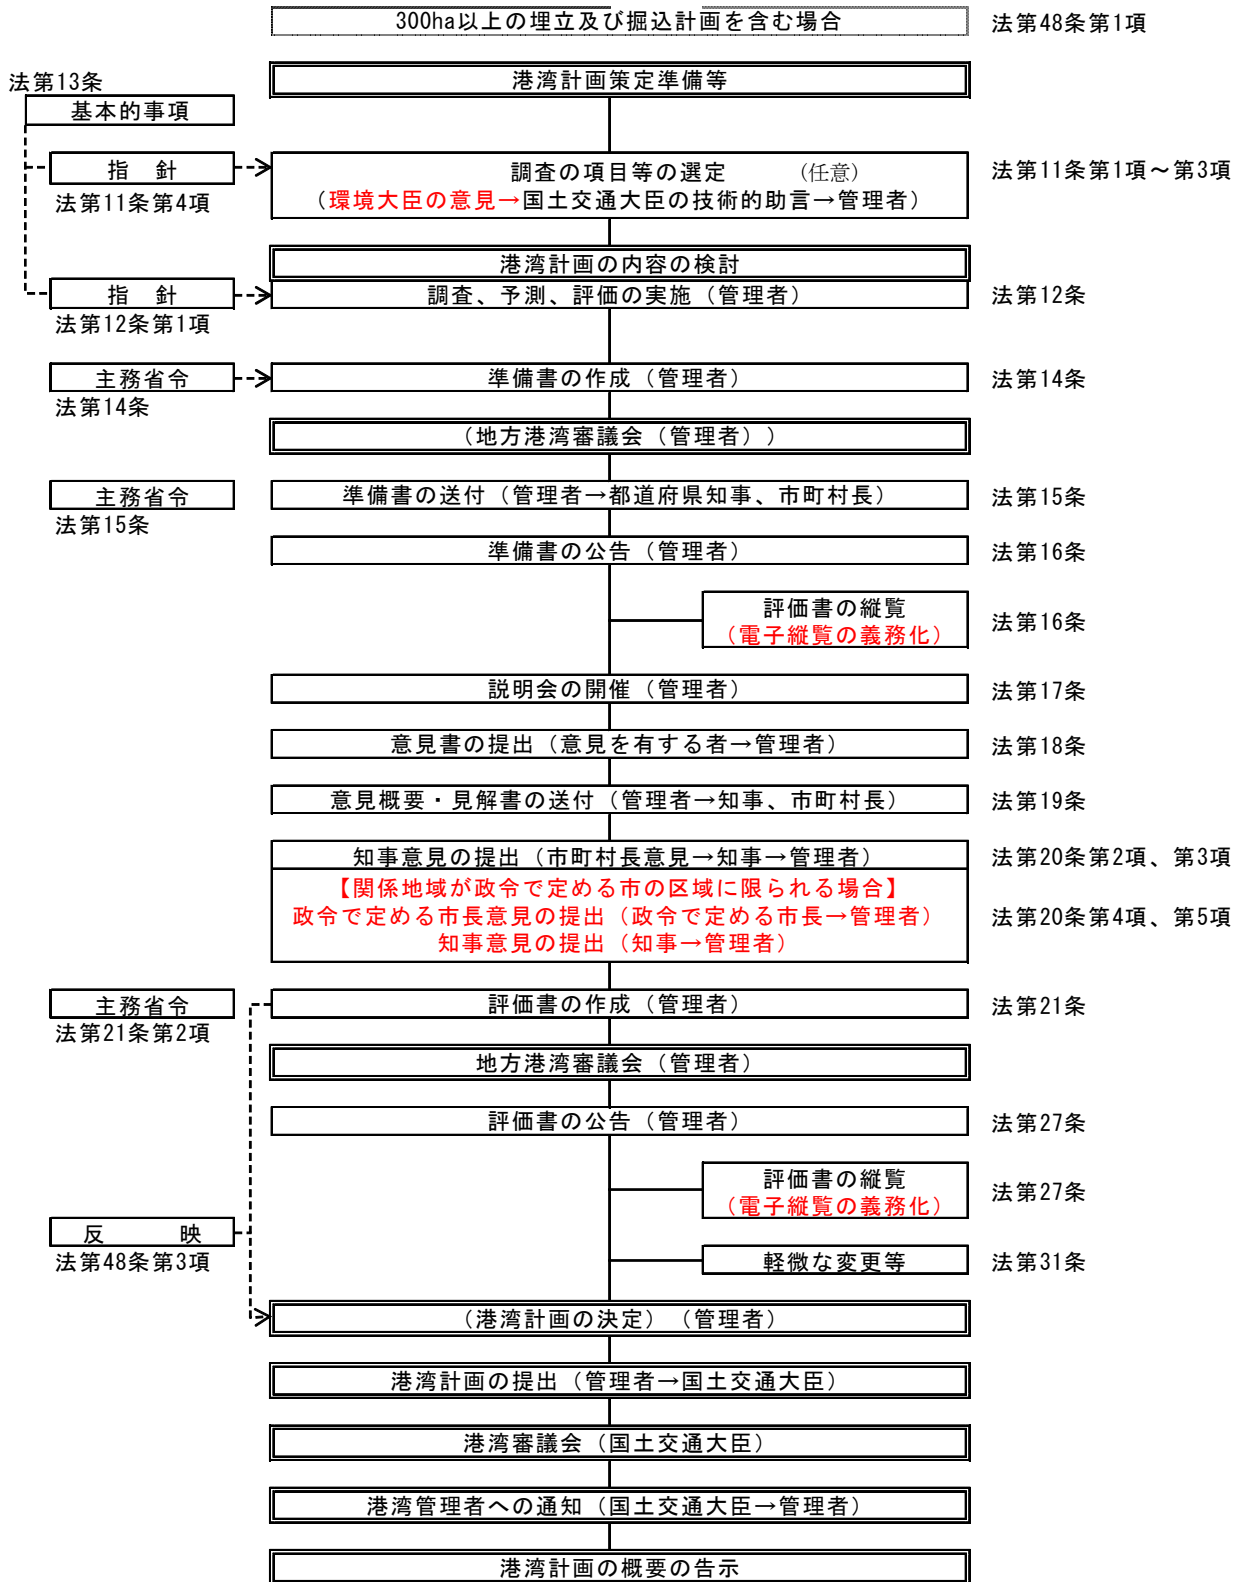 300ha以上の埋立及び掘込計画を含む場合
法第48条第1項
法第13条
港湾計画策定準備等
基本的事項
指 針
調査の項目等の選定 (任意)
法第11条第1項～第3項
法第11条第4項
（環境大臣の意見→国土交通大臣の技術的助言→管理者）
港湾計画の内容の検討
指 針
調査、予測、評価の実施（管理者）
法第12条
法第12条第1項
主務省令
準備書の作成（管理者）
法第14条
法第14条
（地方港湾審議会（管理者））
主務省令
準備書の送付（管理者→都道府県知事、市町村長）
法第15条
法第15条
準備書の公告（管理者）
法第16条
評価書の縦覧
（電子縦覧の義務化）
法第16条
説明会の開催（管理者）
法第17条
意見書の提出（意見を有する者→管理者）
法第18条
意見概要・見解書の送付（管理者→知事、市町村長）
法第19条
知事意見の提出（市町村長意見→知事→管理者）
法第20条第2項、第3項
【関係地域が政令で定める市の区域に限られる場合】
政令で定める市長意見の提出（政令で定める市長→管理者）
法第20条第4項、第5項
知事意見の提出（知事→管理者）
主務省令
評価書の作成（管理者）
法第21条
法第21条第2項
地方港湾審議会（管理者）
評価書の公告（管理者）
法第27条
評価書の縦覧
（電子縦覧の義務化）
法第27条
反 映
法第48条第3項
軽微な変更等
法第31条
（港湾計画の決定）（管理者）
港湾計画の提出（管理者→国土交通大臣）
港湾審議会（国土交通大臣）
港湾管理者への通知（国土交通大臣→管理者）
港湾計画の概要の告示